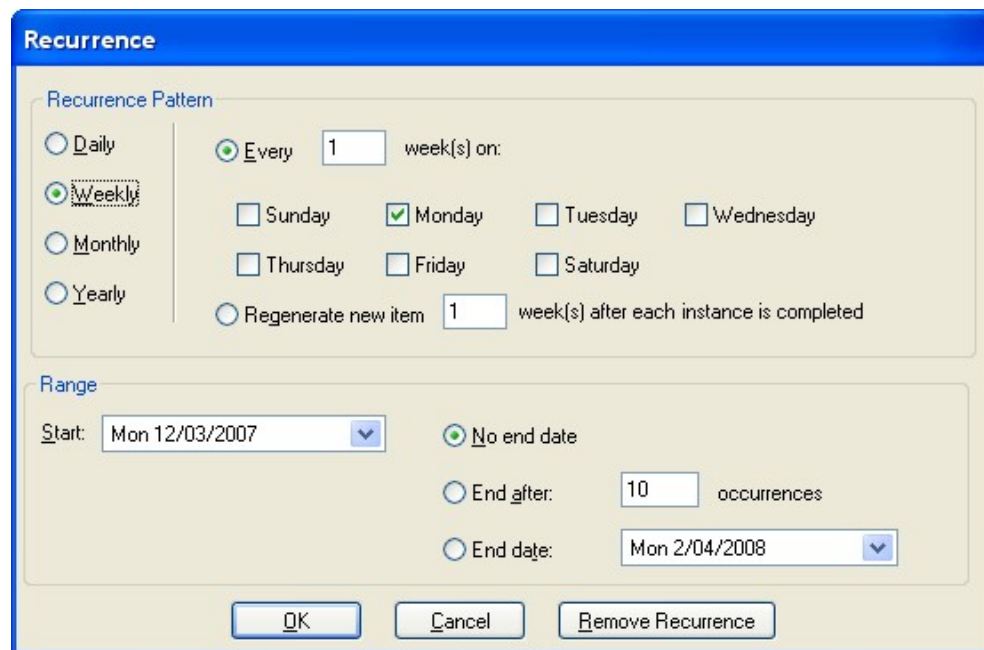 Recurrence
Recurrence Pattern
Daily
Every 1 week(s) on:
Weekly
Sunday Monday Tuesday Wednesday
Monthly
Thursday Friday Saturday
Yearly
Regenerate new item 1 week(s) after each instance is completed
Range
Start: Mon 12/03/2007
No end date
End after: 10 occurrences
End date: Mon 2/04/2008
OK Cancel Remove Recurrence